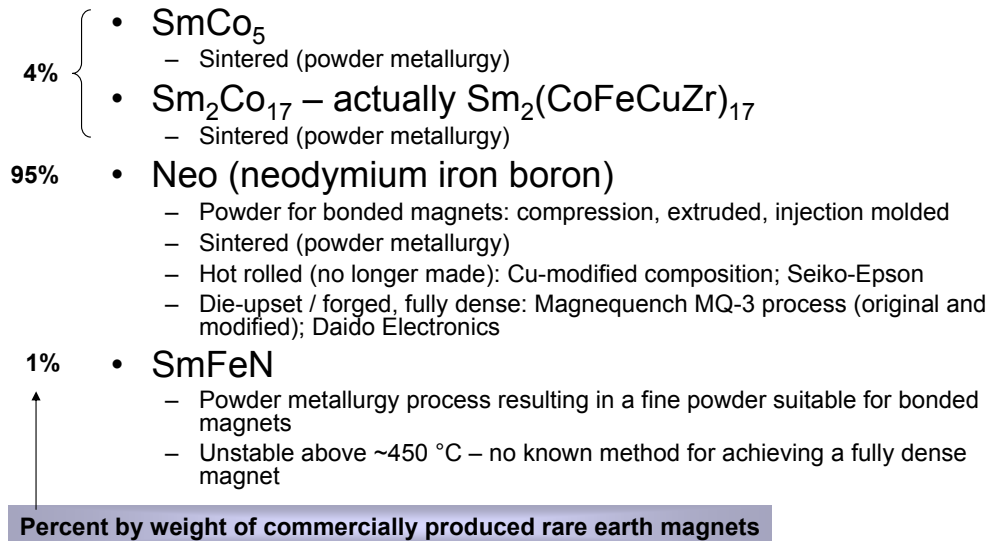 • SmCo₅
– Sintered (powder metallurgy)
4%
• Sm₂Co₁₇ – actually Sm₂(CoFeCuZr)₁₇
– Sintered (powder metallurgy)
95% • Neo (neodymium iron boron)
– Powder for bonded magnets: compression, extruded, injection molded
– Sintered (powder metallurgy)
– Hot rolled (no longer made): Cu-modified composition; Seiko-Epson
– Die-upset / forged, fully dense: Magnequench MQ-3 process (original and
modified); Daido Electronics
1% • SmFeN
– Powder metallurgy process resulting in a fine powder suitable for bonded
magnets
– Unstable above ~450 °C – no known method for achieving a fully dense
magnet
Percent by weight of commercially produced rare earth magnets